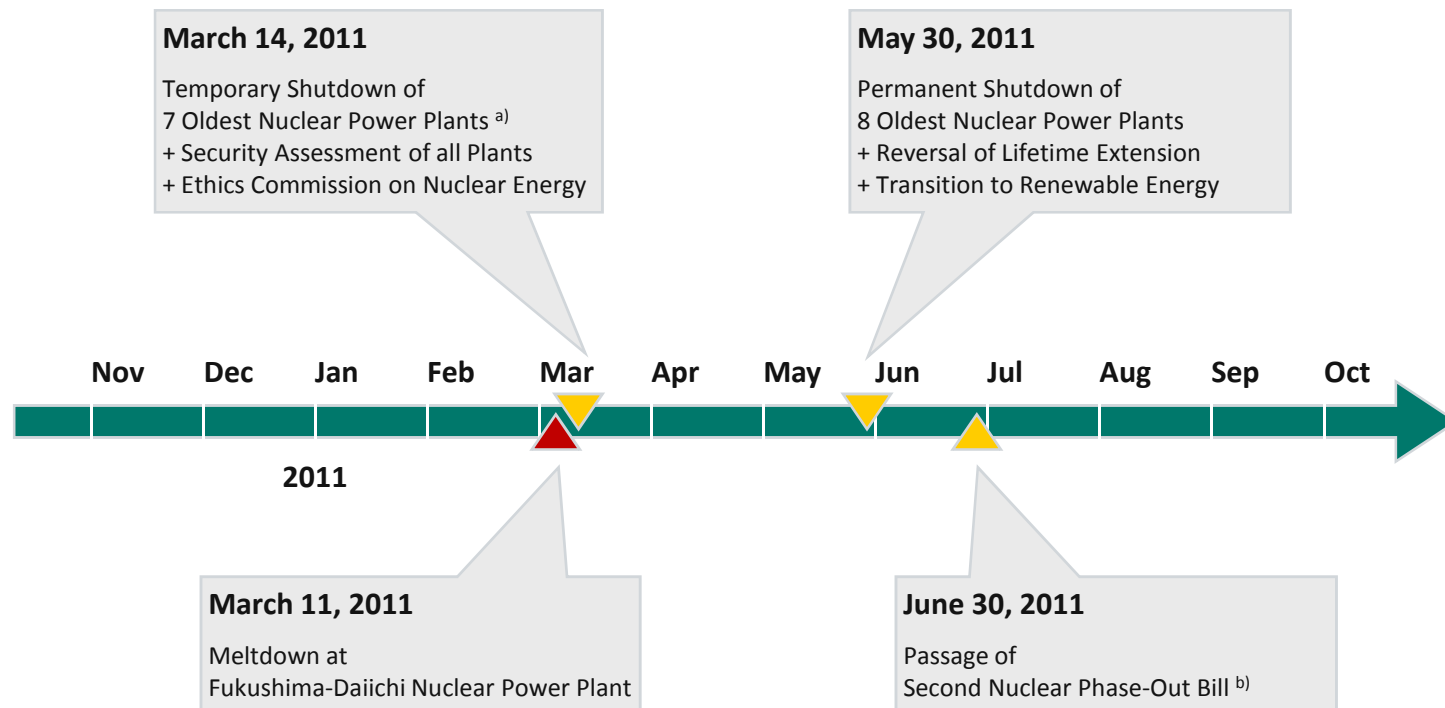 March 14, 2011
Temporary Shutdown of
7 Oldest Nuclear Power Plants a)
+ Security Assessment of all Plants
+ Ethics Commission on Nuclear Energy
May 30, 2011
Permanent Shutdown of
8 Oldest Nuclear Power Plants
+ Reversal of Lifetime Extension
+ Transition to Renewable Energy
Nov Dec Jan Feb Mar Apr May Jun Jul Aug Sep Oct
2011
March 11, 2011
Meltdown at
Fukushima-Daiichi Nuclear Power Plant
June 30, 2011
Passage of
Second Nuclear Phase-Out Bill b)